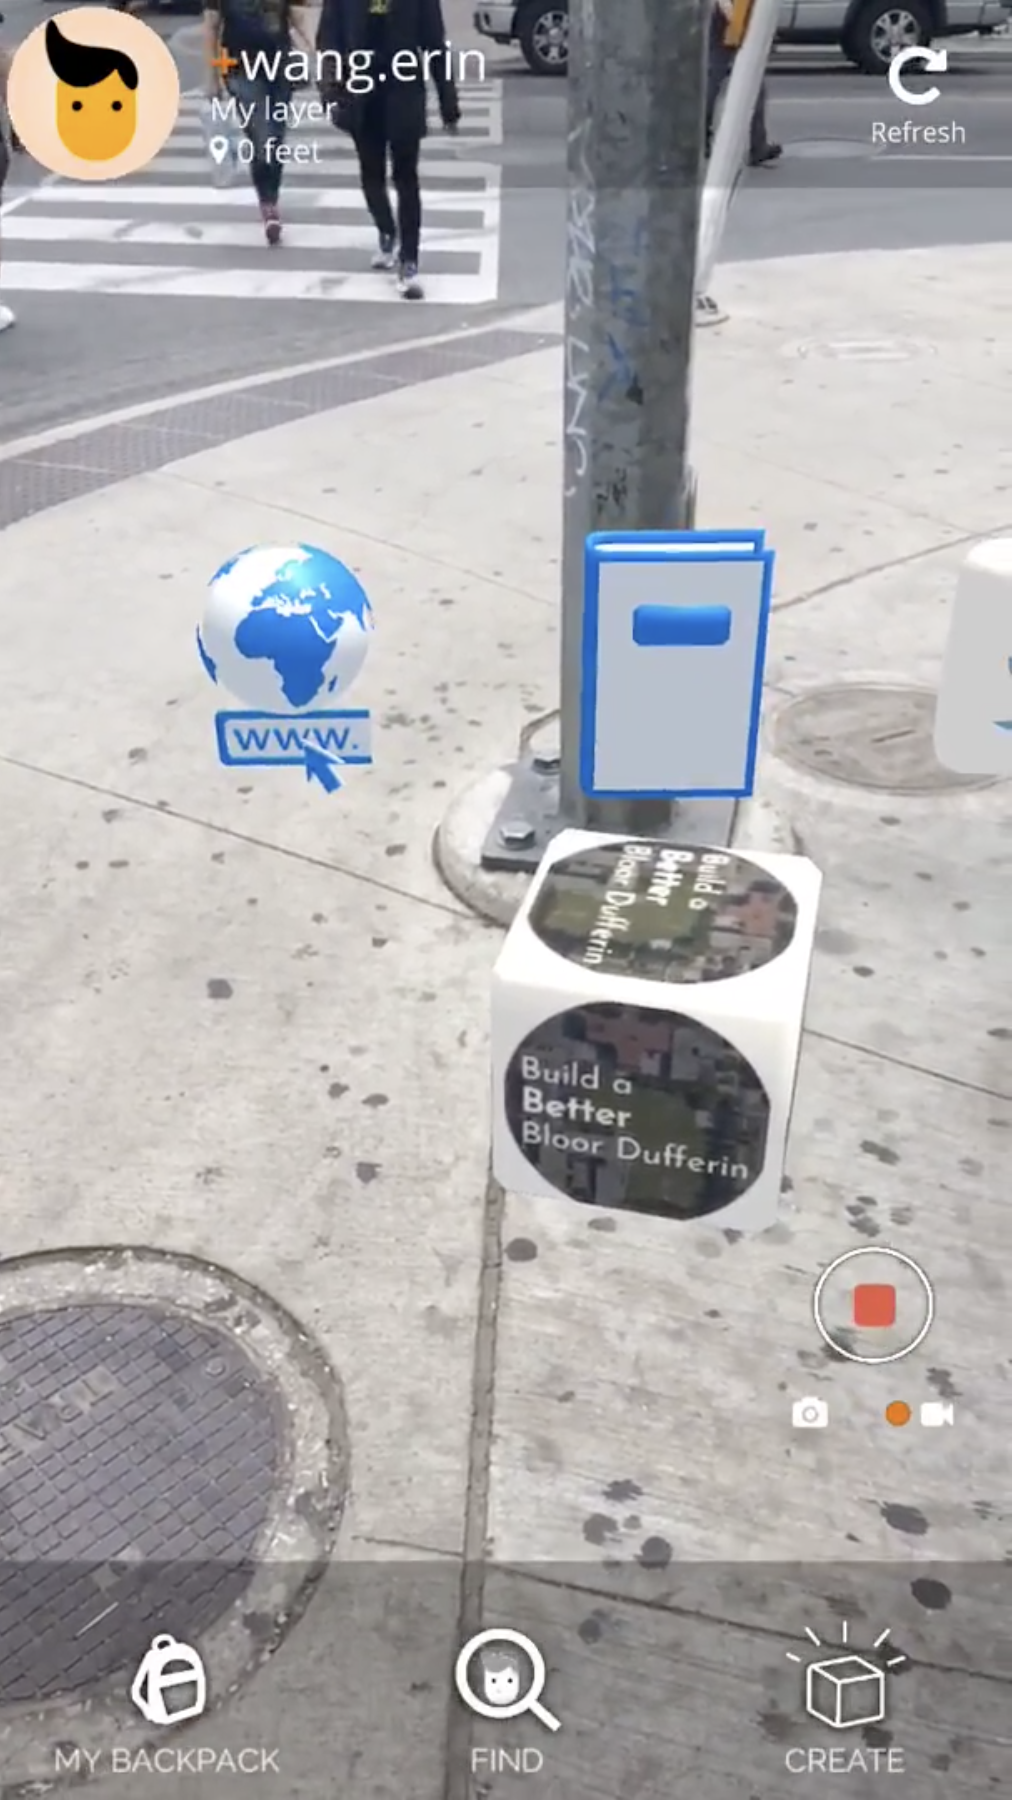 +wang.erin
My layer
0 feet
Refresh
www.
Build a
Better
Bloor Dufferin
Build a
Better
Bloor Dufferin
MY BACKPACK
FIND
CREATE